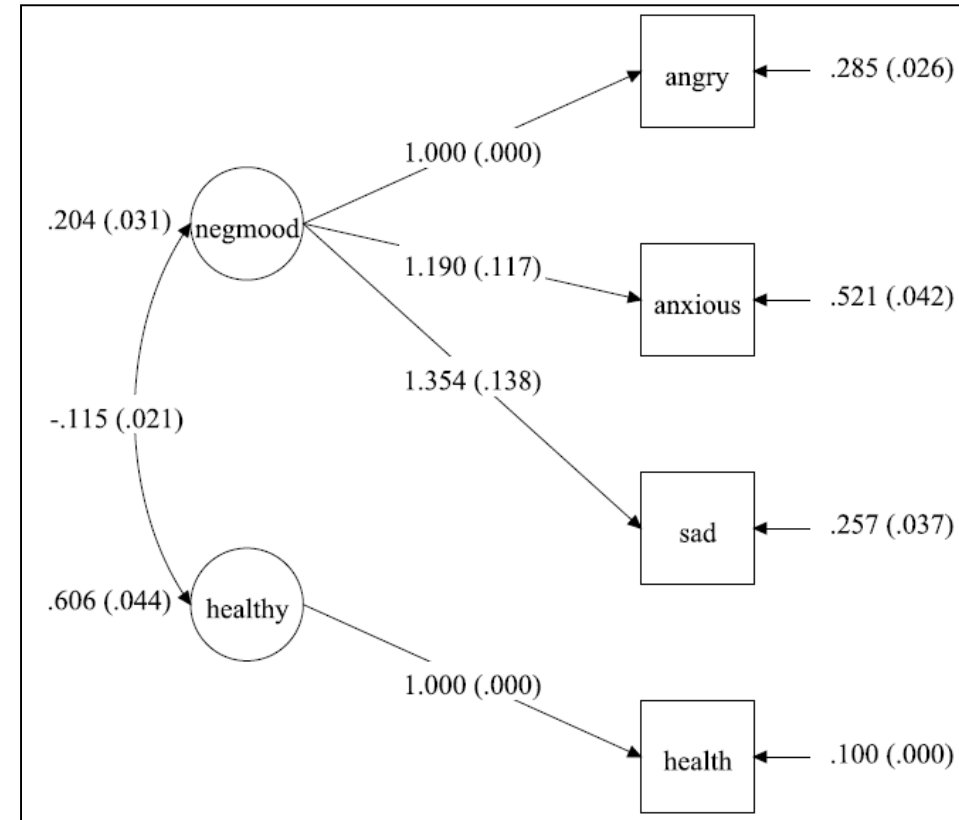 angry
.285 (.026)
1.000 (.000)
.204 (.031)
negmood
1.190 (.117)
anxious
.521 (.042)
1.354 (.138)
-.115 (.021)
sad
.257 (.037)
.606 (.044)
healthy
1.000 (.000)
health
.100 (.000)